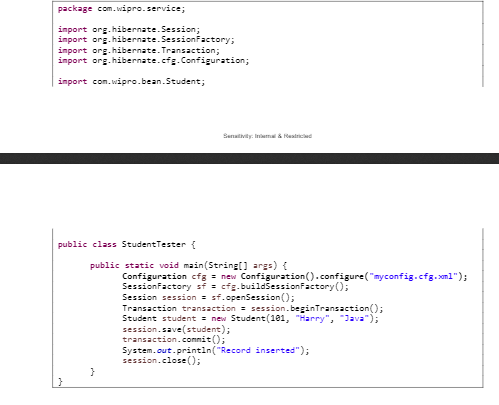 package com.wipro.service;
import org.hibernate.Session;
import org.hibernate.SessionFactory;
import org.hibernate.Transaction;
import org.hibernate.cfg.Configuration;
import com.wipro.bean.Student;
Sensitivity: Internal & Restricted
public class StudentTester {
public static void main(String[] args) {
Configuration cfg = new Configuration().configure("myconfig.cfg.xml");
SessionFactory sf = cfg.buildSessionFactory();
Session session = sf.openSession();
Transaction transaction = session.beginTransaction();
Student student = new Student(101, "Harry", "Java");
session.save(student);
transaction.commit();
System.out.println("Record inserted");
session.close();
}
}